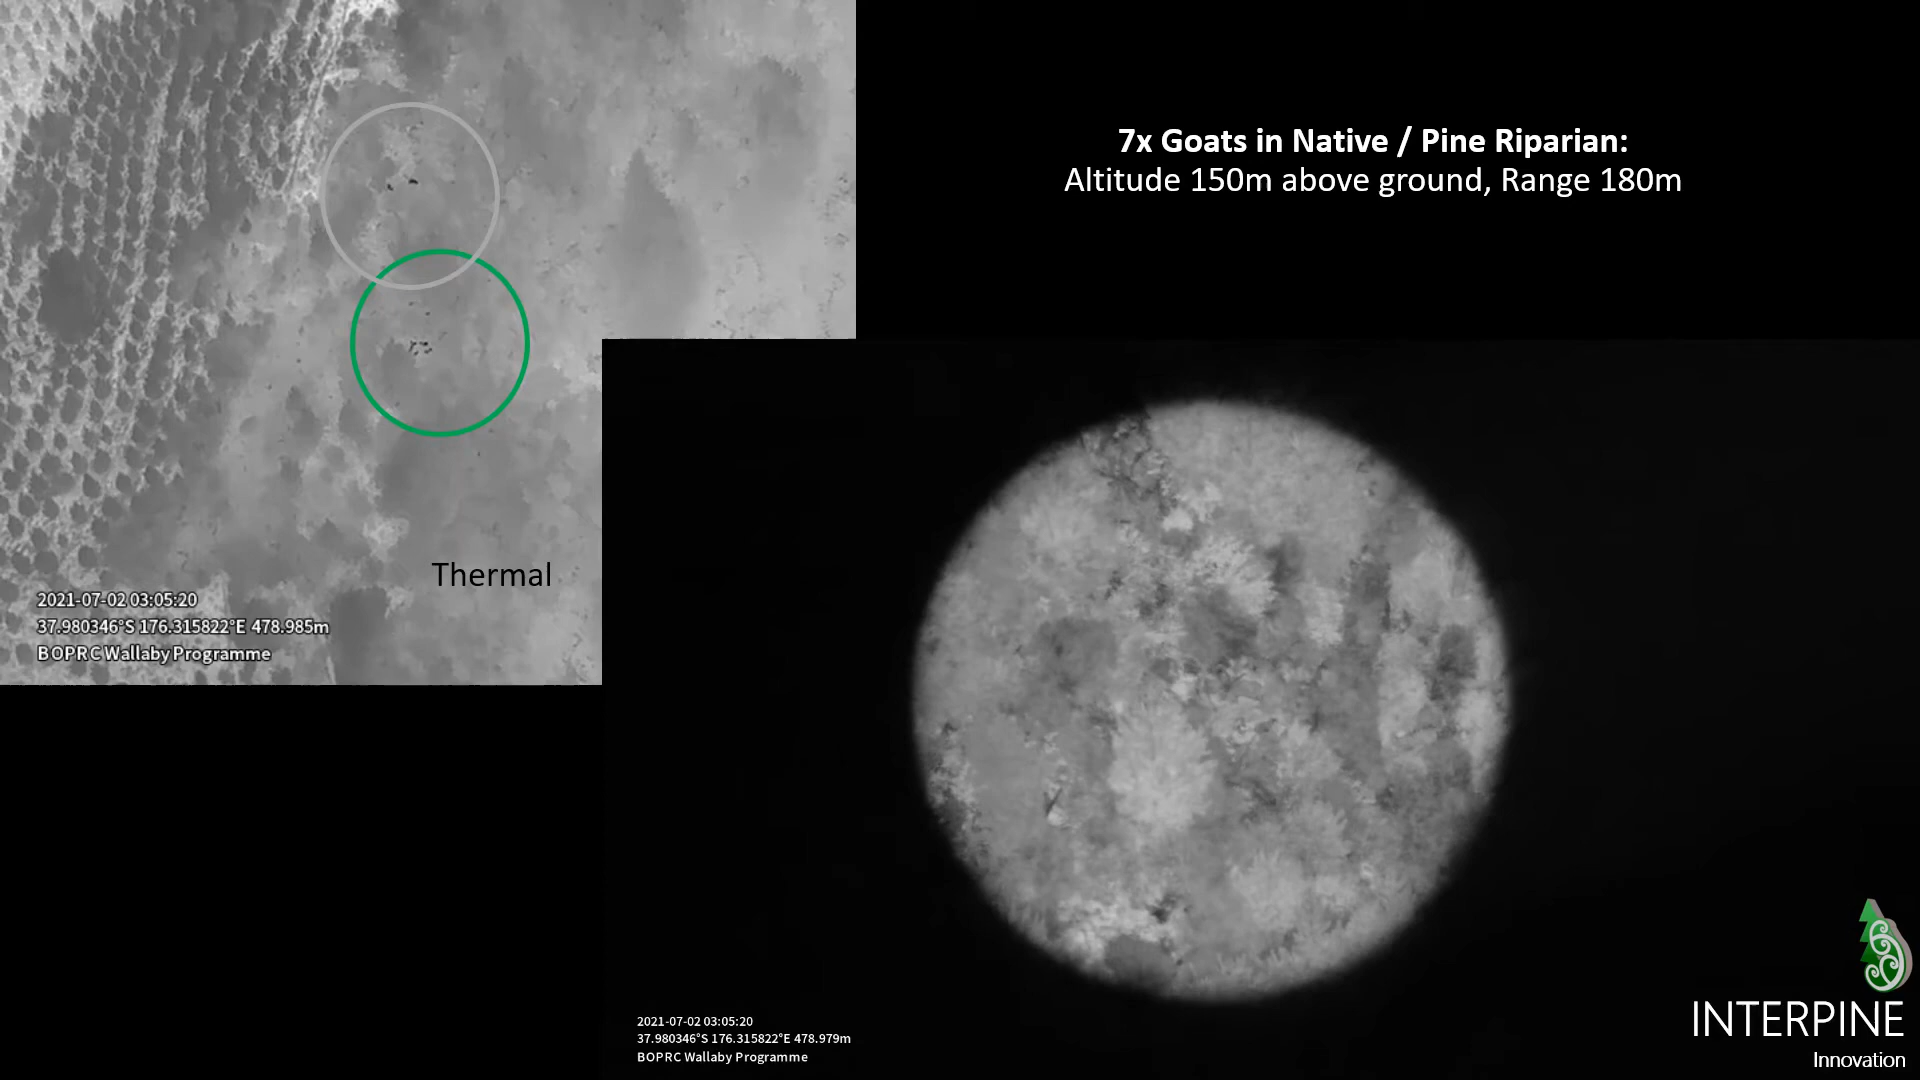 7x Goats in Native / Pine Riparian:
Altitude 150m above ground, Range 180m
Thermal
2021-07-02 03:05:20
37.980346°S 176.315822°E 478.985m
BOPRC Wallaby Programme
2021-07-02 03:05:20
37.980346°S 176.315822°E 478.979m
BOPRC Wallaby Programme
INTERPINE
Innovation